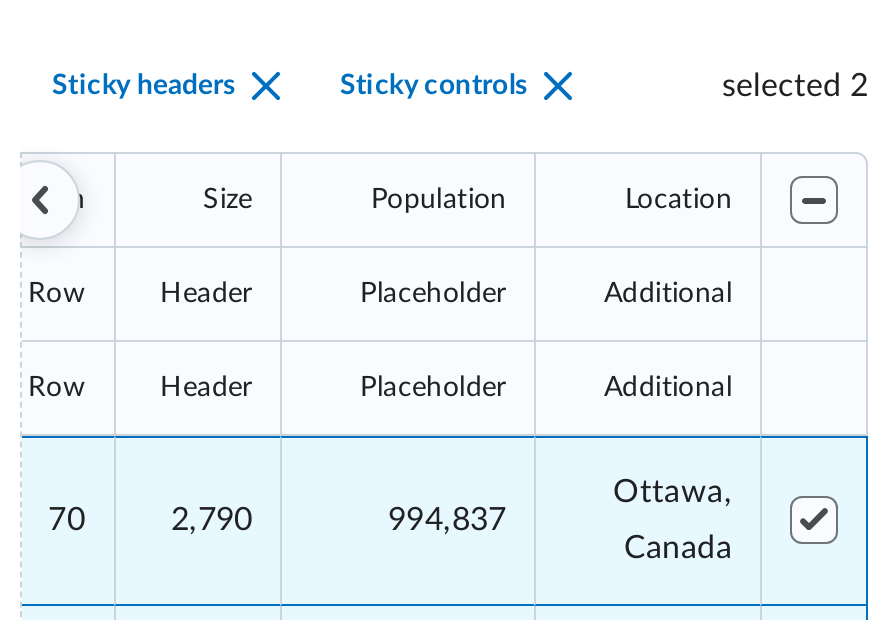 Sticky headers Sticky controls selected 2
Size Population Location
Row Header Placeholder Additional
Row Header Placeholder Additional
70 2,790 994,837 Ottawa,
Canada